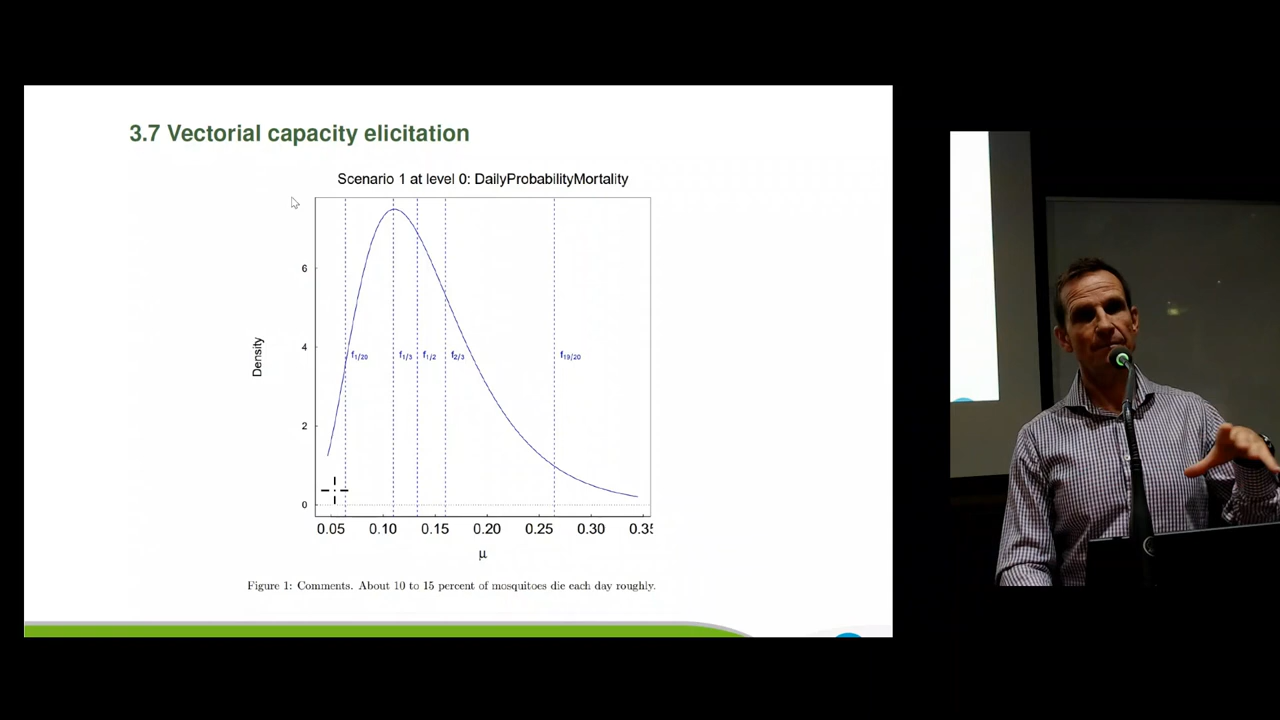 3.7 Vectorial capacity elicitation
Scenario 1 at level 0: DailyProbabilityMortality
Density
6
4
2
0
f1/20
f1/3
f1/2
f2/3
f19/20
0.05 0.10 0.15 0.20 0.25 0.30 0.35
μ
Figure 1: Comments. About 10 to 15 percent of mosquitoes die each day roughly.